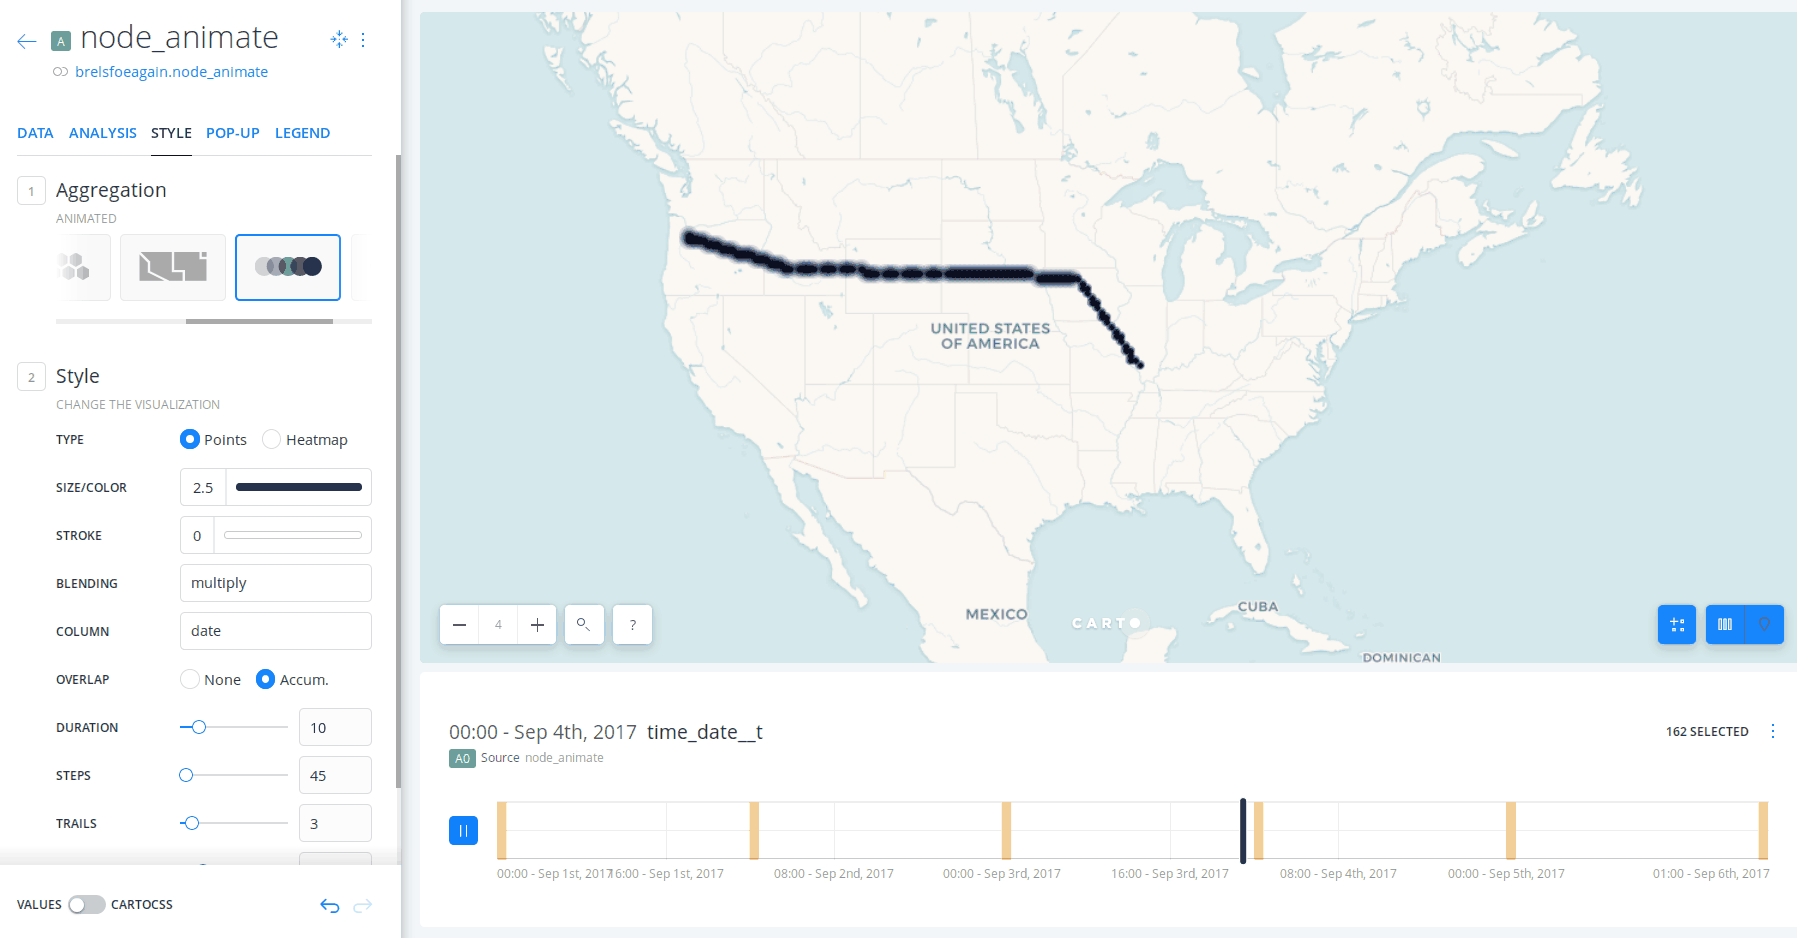 A node_animate
brelsfoeagain.node_animate
DATA ANALYSIS STYLE POP-UP LEGEND
1 Aggregation
ANIMATED
2 Style
CHANGE THE VISUALIZATION
TYPE Points Heatmap
SIZE/COLOR 2.5
STROKE 0
BLENDING multiply
COLUMN date
OVERLAP None Accum.
DURATION 10
STEPS 45
TRAILS 3
VALUES CARTOCSS
UNITED STATES
OF AMERICA
MEXICO
CUBA
DOMINICAN
CARTO
4
?
00:00 - Sep 4th, 2017 time_date__t
162 SELECTED
A0 Source node_animate
00:00 - Sep 1st, 2017 16:00 - Sep 1st, 2017 08:00 - Sep 2nd, 2017 00:00 - Sep 3rd, 2017 16:00 - Sep 3rd, 2017 08:00 - Sep 4th, 2017 00:00 - Sep 5th, 2017 01:00 - Sep 6th, 2017